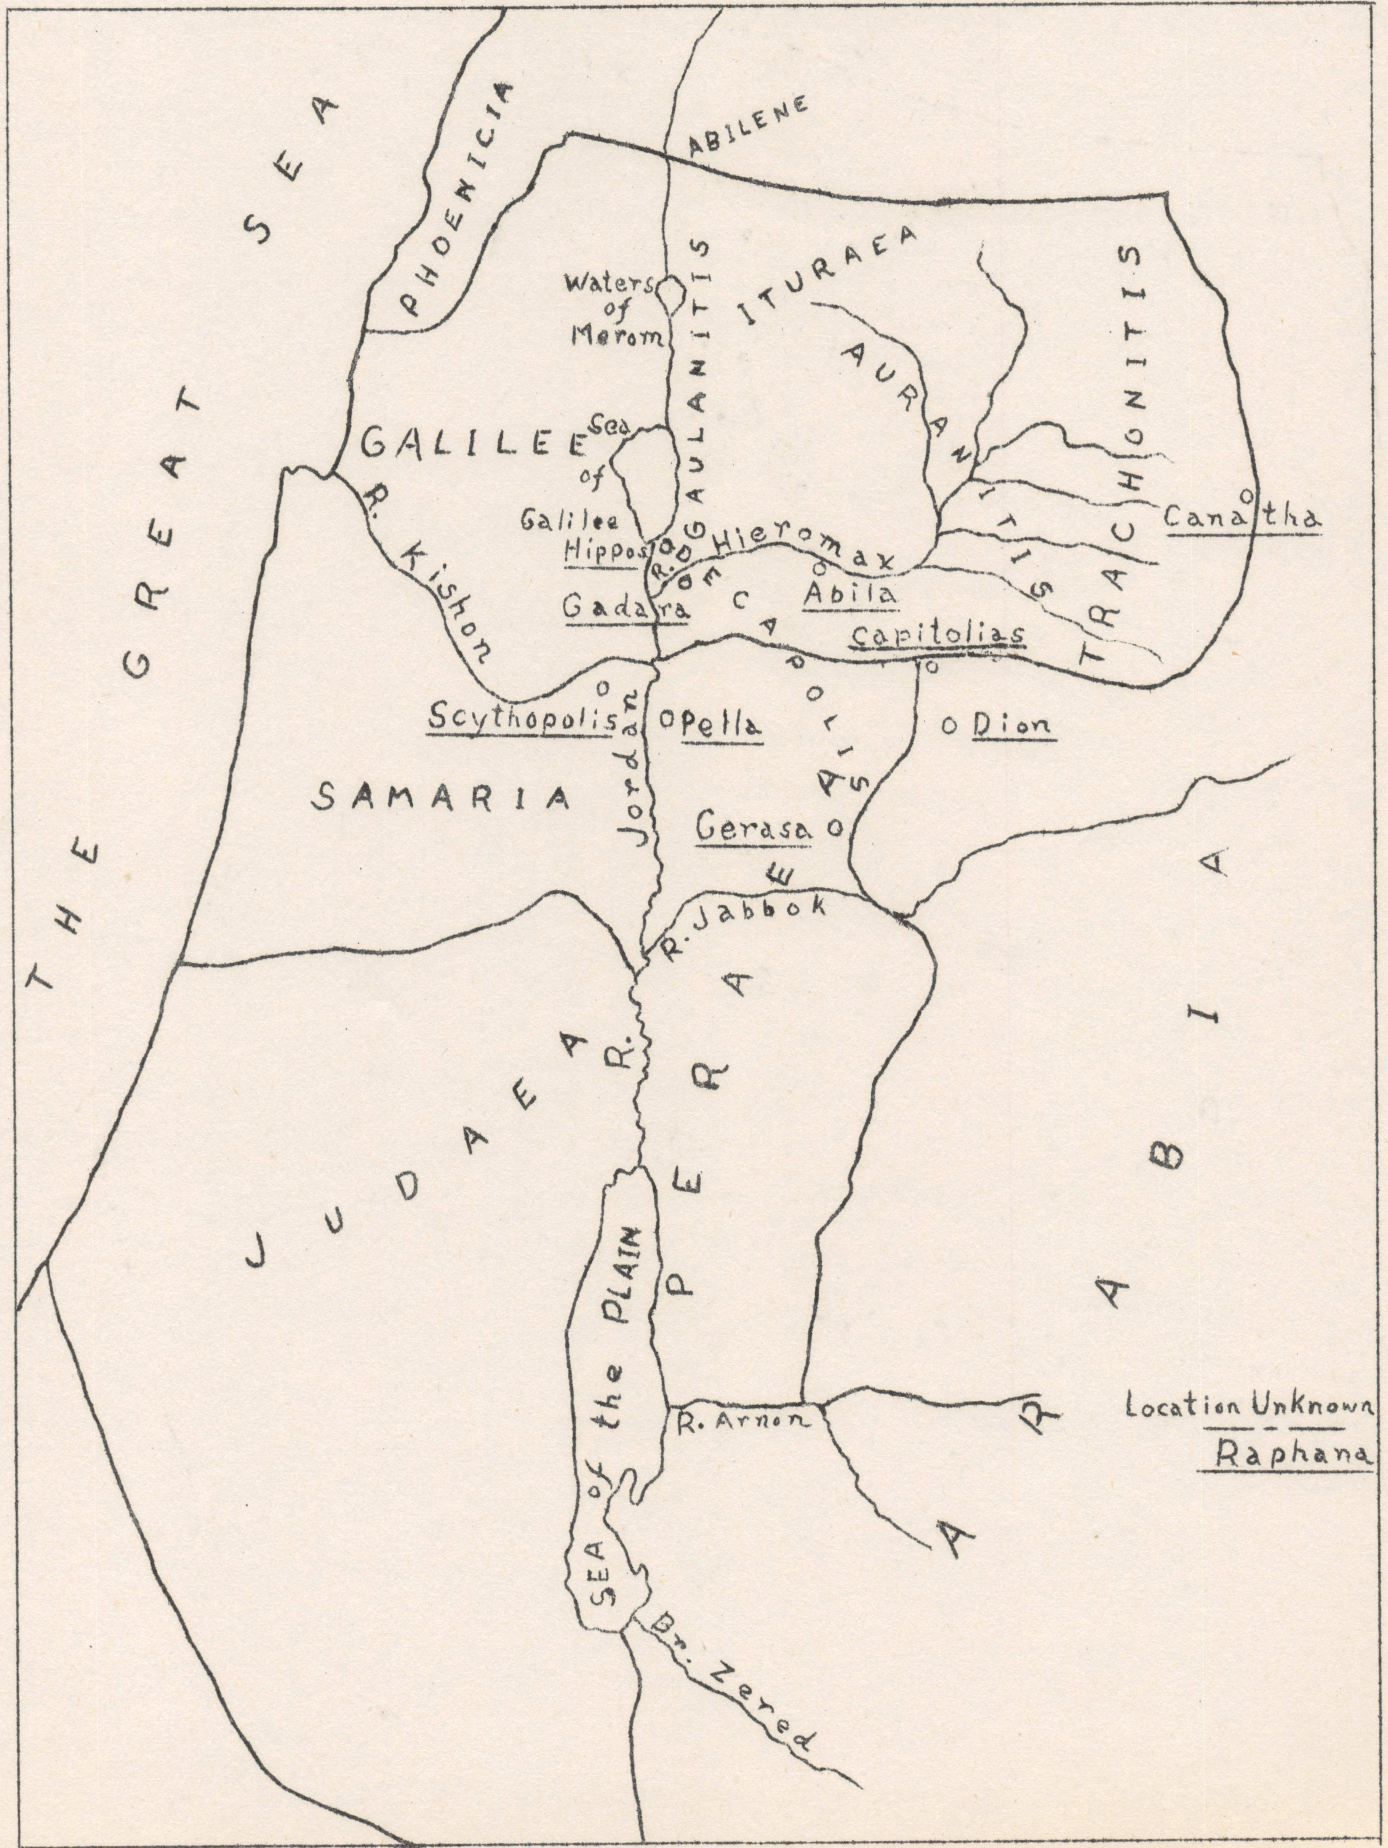 THE GREAT SEA
PHOENICIA
ABILENE
ITURAEA
Waters
of
Merom
GAULANITIS
AURANITIS
TRACHONITIS
GALILEE
Sea
of
Galilee
Hippos
R. Hieromax
R. Kishon
Gadara
Abila
Canatha
Capitolias
DECAPOLIS
Scythopolis
Pella
Dion
SAMARIA
Jordan R.
Gerasa
R. Jabbok
PERAEA
JUDAEA
ARABIA
SEA of the PLAIN
R. Arnon
Location Unknown
Raphana
Br. Zered